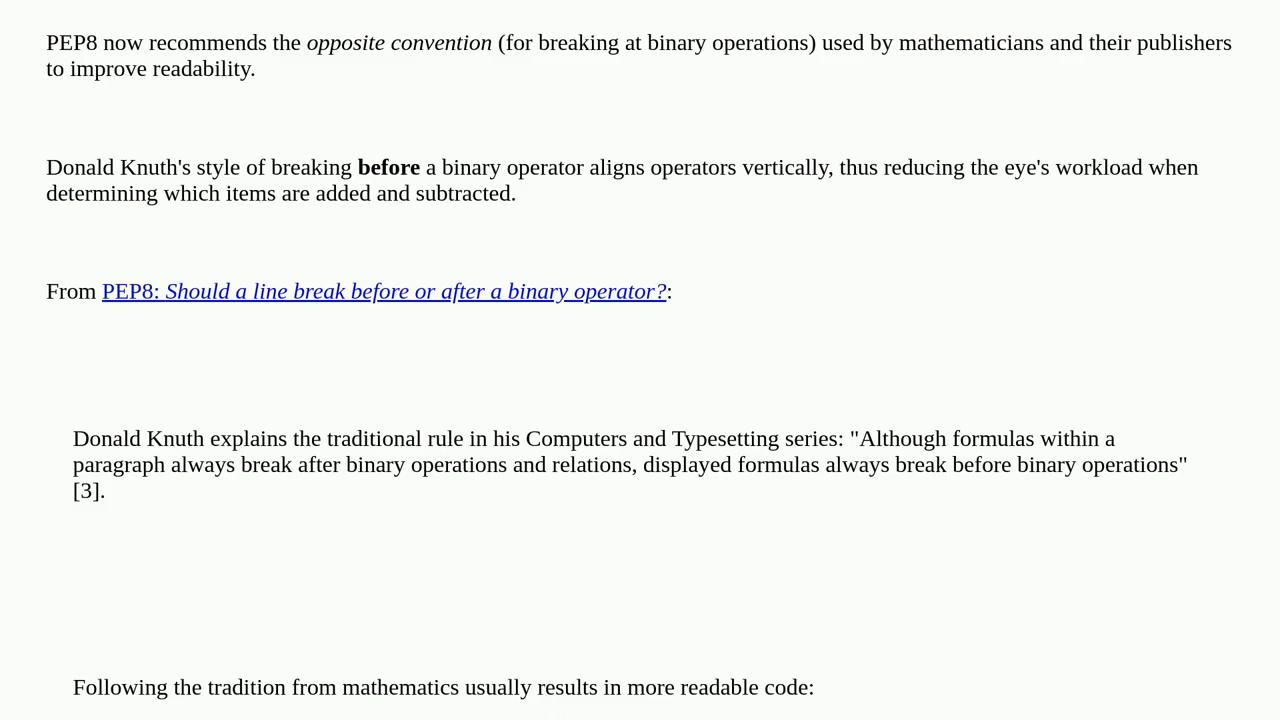 PEP8 now recommends the opposite convention (for breaking at binary operations) used by mathematicians and their publishers
to improve readability.
Donald Knuth's style of breaking before a binary operator aligns operators vertically, thus reducing the eye's workload when
determining which items are added and subtracted.
From PEP8: Should a line break before or after a binary operator?:
Donald Knuth explains the traditional rule in his Computers and Typesetting series: "Although formulas within a
paragraph always break after binary operations and relations, displayed formulas always break before binary operations"
[3].
Following the tradition from mathematics usually results in more readable code: